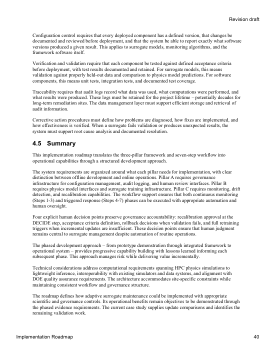 Revision draft
Configuration control requires that every deployed component has a defined version, that changes be
documented and reviewed before deployment, and that the system be able to report exactly what software
versions produced a given result. This applies to surrogate models, monitoring algorithms, and the
framework software itself.
Verification and validation require that each component be tested against defined acceptance criteria
before deployment, with test results documented and retained. For surrogate models, this means
validation against properly held-out data and comparison to physics model predictions. For software
components, this means unit tests, integration tests, and documented test coverage.
Traceability requires that audit logs record what data was used, what computations were performed, and
what results were produced. These logs must be retained for the project lifetime – potentially decades for
long-term remediation sites. The data management layer must support efficient storage and retrieval of
audit information.
Corrective action procedures must define how problems are diagnosed, how fixes are implemented, and
how effectiveness is verified. When a surrogate fails validation or produces unexpected results, the
system must support root cause analysis and documented resolution.
4.5 Summary
This implementation roadmap translates the three-pillar framework and seven-step workflow into
operational capabilities through a structured development approach.
The system requirements are organized around what each pillar needs for implementation, with clear
distinction between offline development and online operations. Pillar A requires governance
infrastructure for configuration management, audit logging, and human review interfaces. Pillar B
requires physics model interfaces and surrogate training infrastructure. Pillar C requires monitoring, drift
detection, and recalibration capabilities. The workflow support ensures that both continuous monitoring
(Steps 1-3) and triggered response (Steps 4-7) phases can be executed with appropriate automation and
human oversight.
Four explicit human decision points preserve governance accountability: recalibration approval at the
DECIDE step, acceptance criteria definition, rollback decisions when validation fails, and full retraining
triggers when incremental updates are insufficient. These decision points ensure that human judgment
remains central to surrogate management despite automation of routine operations.
The phased development approach – from prototype demonstration through integrated framework to
operational system – provides progressive capability building with lessons learned informing each
subsequent phase. This approach manages risk while delivering value incrementally.
Technical considerations address computational requirements spanning HPC physics simulations to
lightweight inference, interoperability with existing simulators and data systems, and alignment with
DOE quality assurance requirements. The architecture accommodates site-specific constraints while
maintaining consistent workflow and governance structure.
The roadmap defines how adaptive surrogate maintenance could be implemented with appropriate
scientific and governance controls. Its operational benefits remain objectives to be demonstrated through
the phased evidence requirements. The current case study supplies update comparisons and identifies the
remaining validation work.
Implementation Roadmap 40